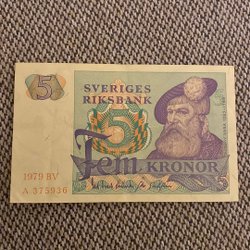 5
SVERIGES
RIKSBANK
5
Fem KRONOR
1979 BV
A 375936
5